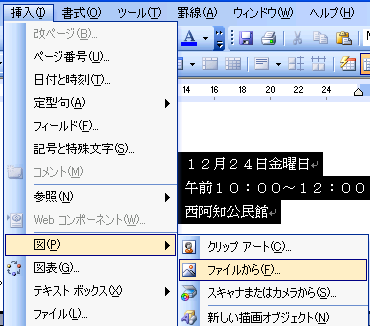 挿入(I) 書式(O) ツール(T) 罫線(A) ウィンドウ(W) ヘルプ(H)
改ページ(B)...
ページ番号(U)...
日付と時刻(T)...
定型句(A)
フィールド(F)...
記号と特殊文字(S)...
コメント(M)
参照(N)
Web コンポーネント(W)...
図(P)
図表(G)...
テキスト ボックス(X)
ファイル(L)...
クリップ アート(C)...
ファイルから(F)...
スキャナまたはカメラから(S)...
新しい描画オブジェクト(N)
14 16 18 20 22 24
12月24日金曜日
午前10:00～12:00
西阿知公民館